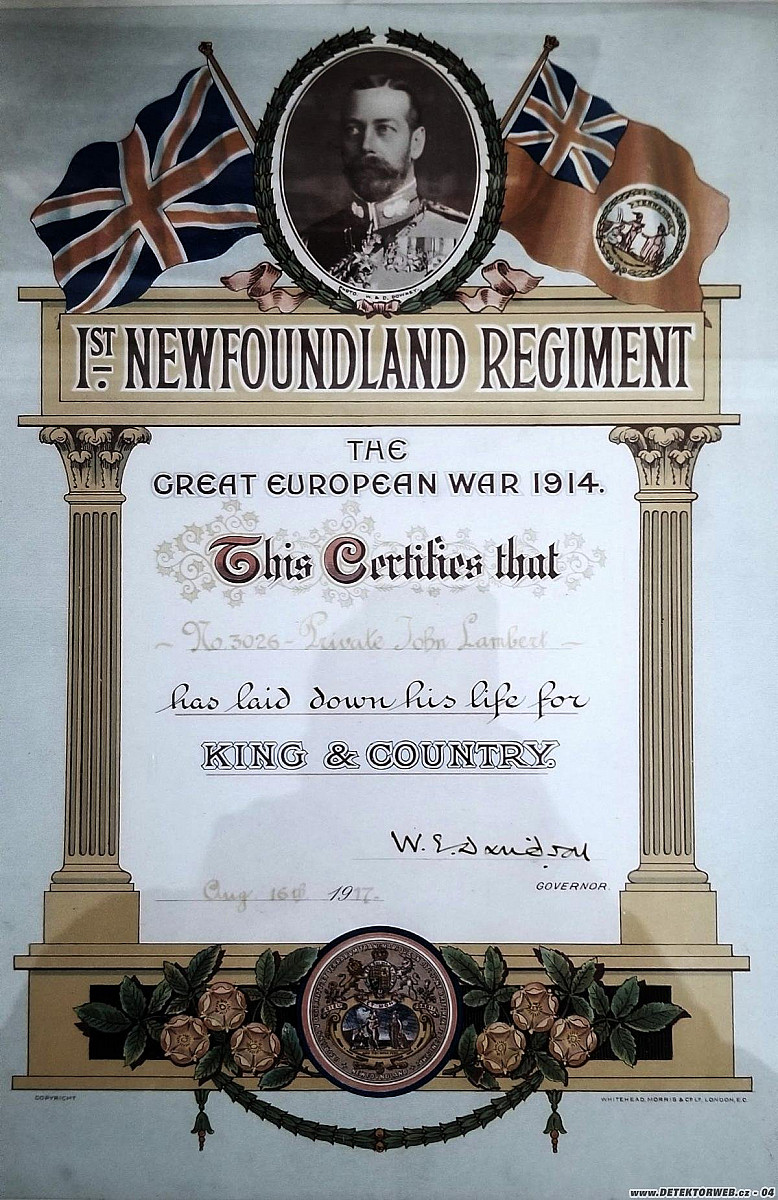 PHOTO. W. & D. DOWNEY.
1ST. NEWFOUNDLAND REGIMENT
THE
GREAT EUROPEAN WAR 1914.
This Certifies that
- No. 3026 - Private John Lambert -
has laid down his life for
KING & COUNTRY.
W. E. Davidson
GOVERNOR.
Aug 16th 1917.
COPYRIGHT
WHITEHEAD, MORRIS & CO. LD. LONDON, E.C.
www.DETEKTORWEB.cz - 04